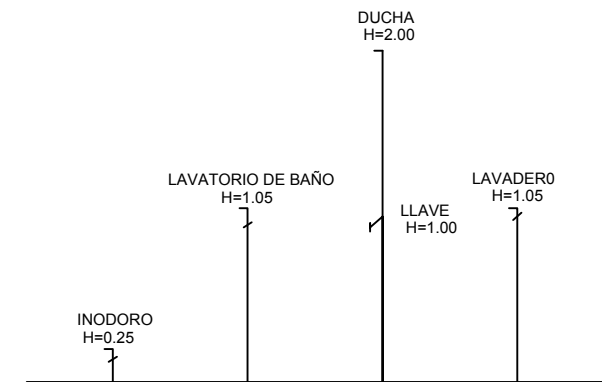 DUCHA
H=2.00
LAVATORIO DE BAÑO
H=1.05
LAVADER0
H=1.05
LLAVE
H=1.00
INODORO
H=0.25